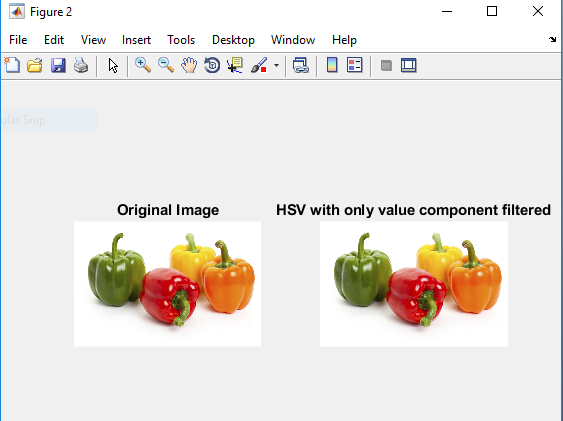 Figure 2
File Edit View Insert Tools Desktop Window Help
ular Snip
Original Image HSV with only value component filtered